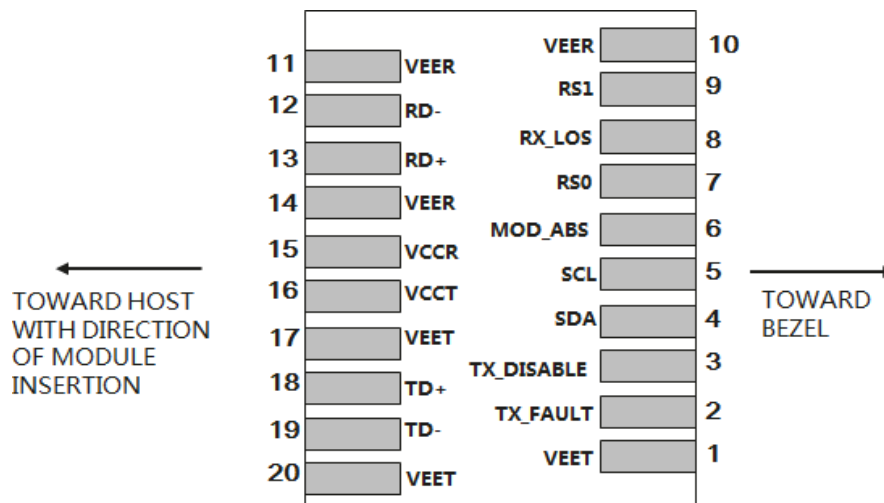 VEER 10
11 VEER
RS1 9
12 RD-
RX_LOS 8
13 RD+
RS0 7
14 VEER
MOD_ABS 6
15 VCCR
SCL 5
16 VCCT
SDA 4
17 VEET
TX_DISABLE 3
18 TD+
TX_FAULT 2
19 TD-
VEET 1
20 VEET
TOWARD HOST
WITH DIRECTION
OF MODULE
INSERTION
TOWARD
BEZEL